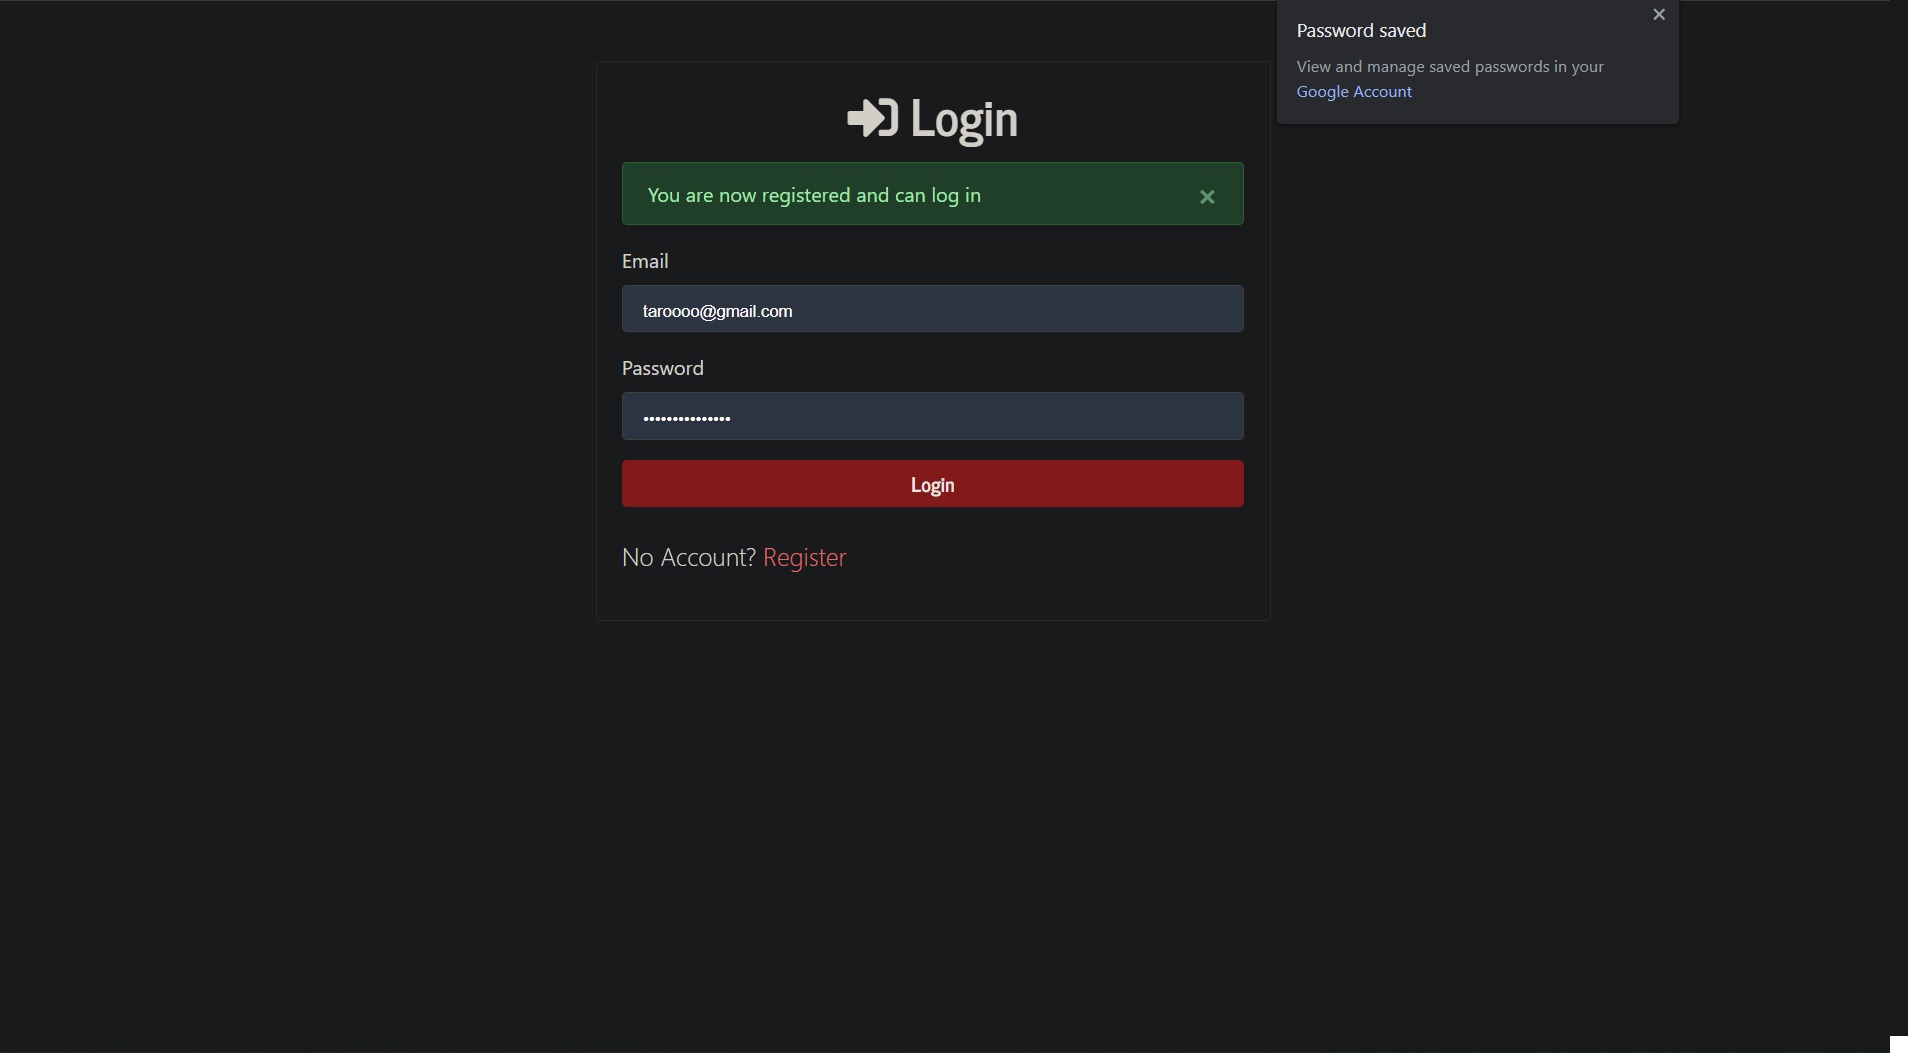 Password saved
View and manage saved passwords in your
Google Account
Login
You are now registered and can log in
Email
taroooo@gmail.com
Password
•••••••••••••••
Login
No Account? Register